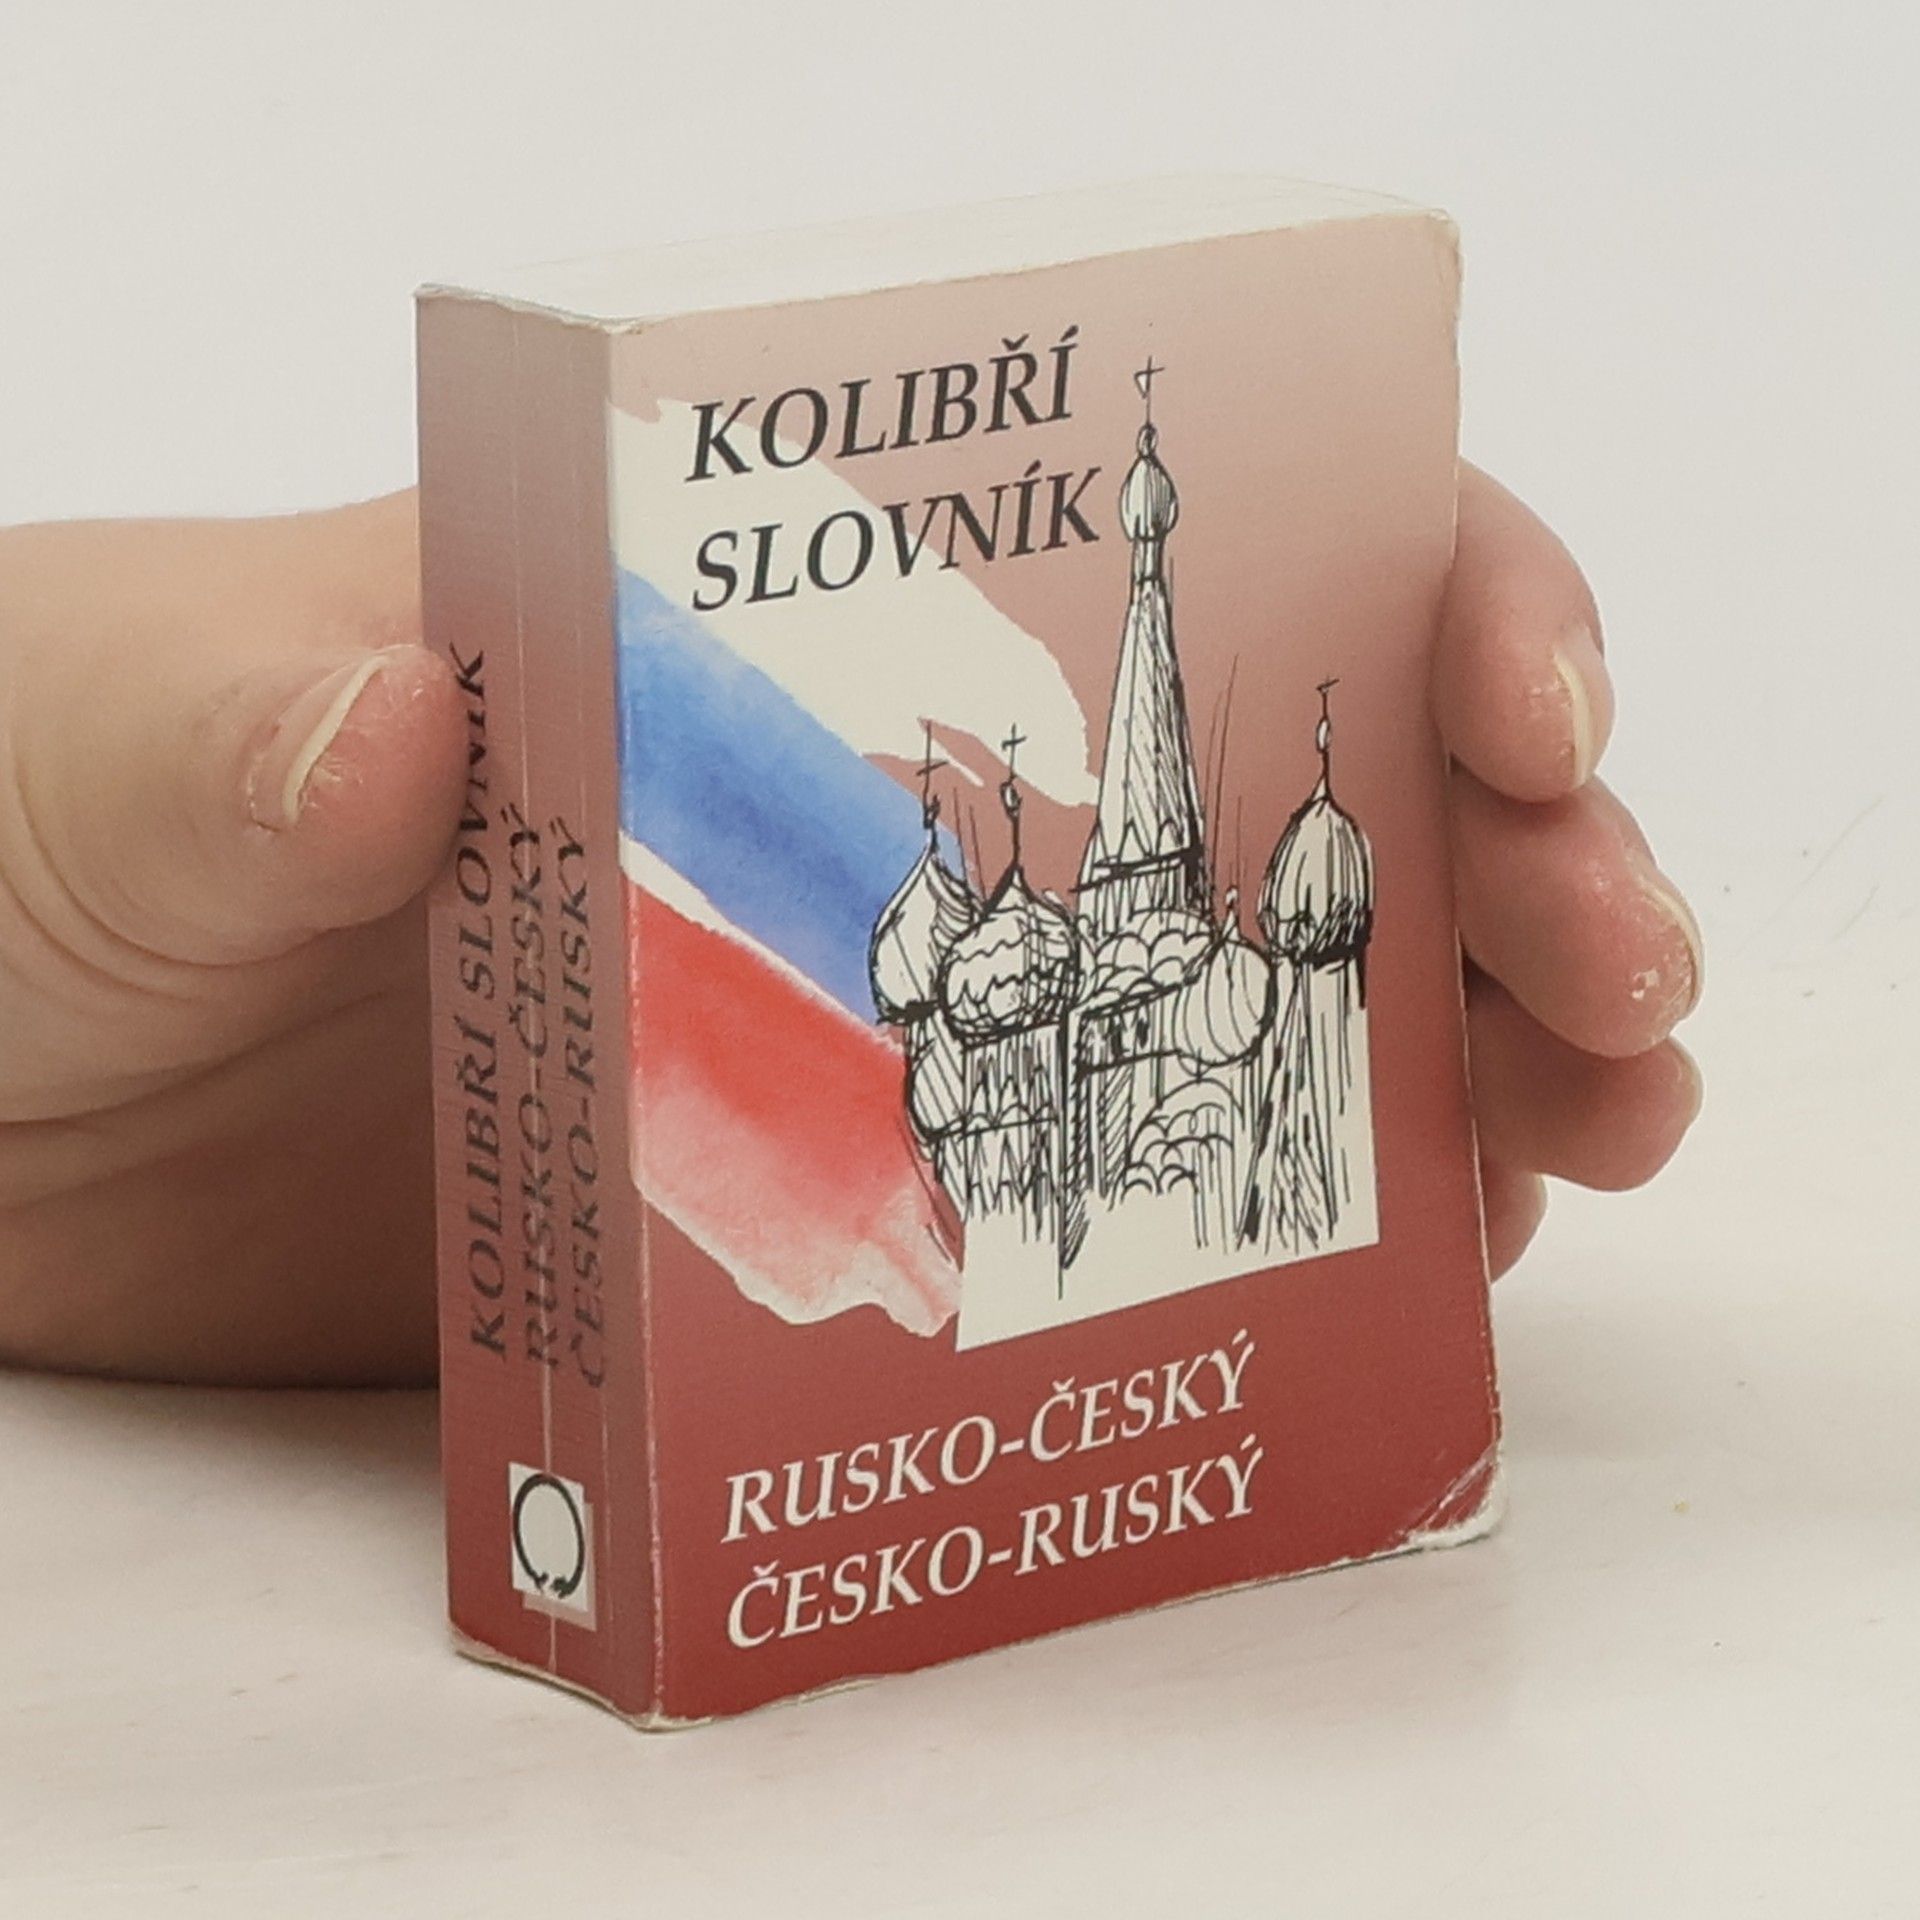 KOLIBŘÍ
SLOVNÍK
RUSKO-ČESKÝ
ČESKO-RUSKÝ
KOLIBŘÍ SLOVNÍK
RUSKO-ČESKÝ
ČESKO-RUSKÝ